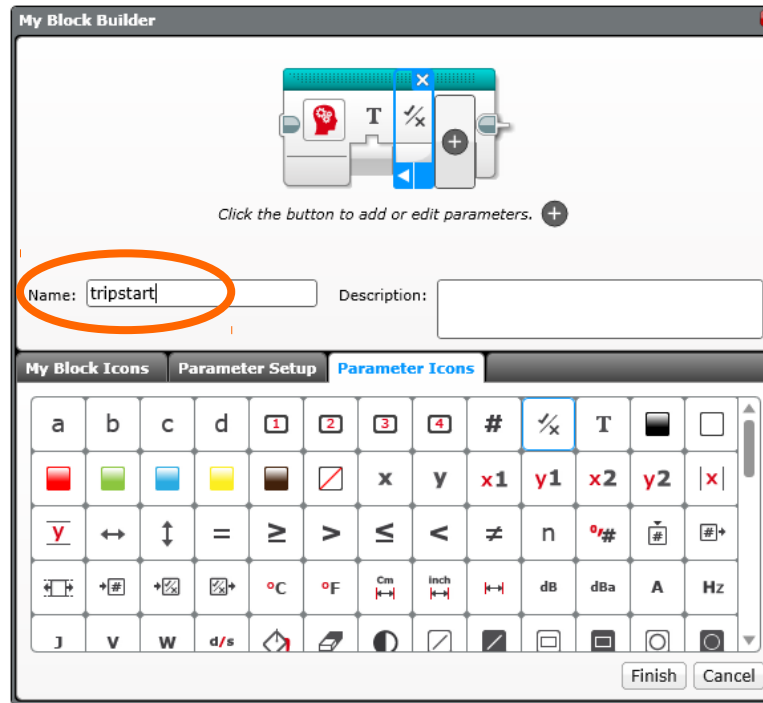 My Block Builder
T
Click the button to add or edit parameters.
Name: tripstart Description:
My Block Icons Parameter Setup Parameter Icons
a b c d 1 2 3 4 # T
x y x1 y1 x2 y2 |x|
y = ≥ > ≤ < ≠ n °/# # #
# °C °F Cm inch dB dBa A Hz
J V W d/s
Finish Cancel